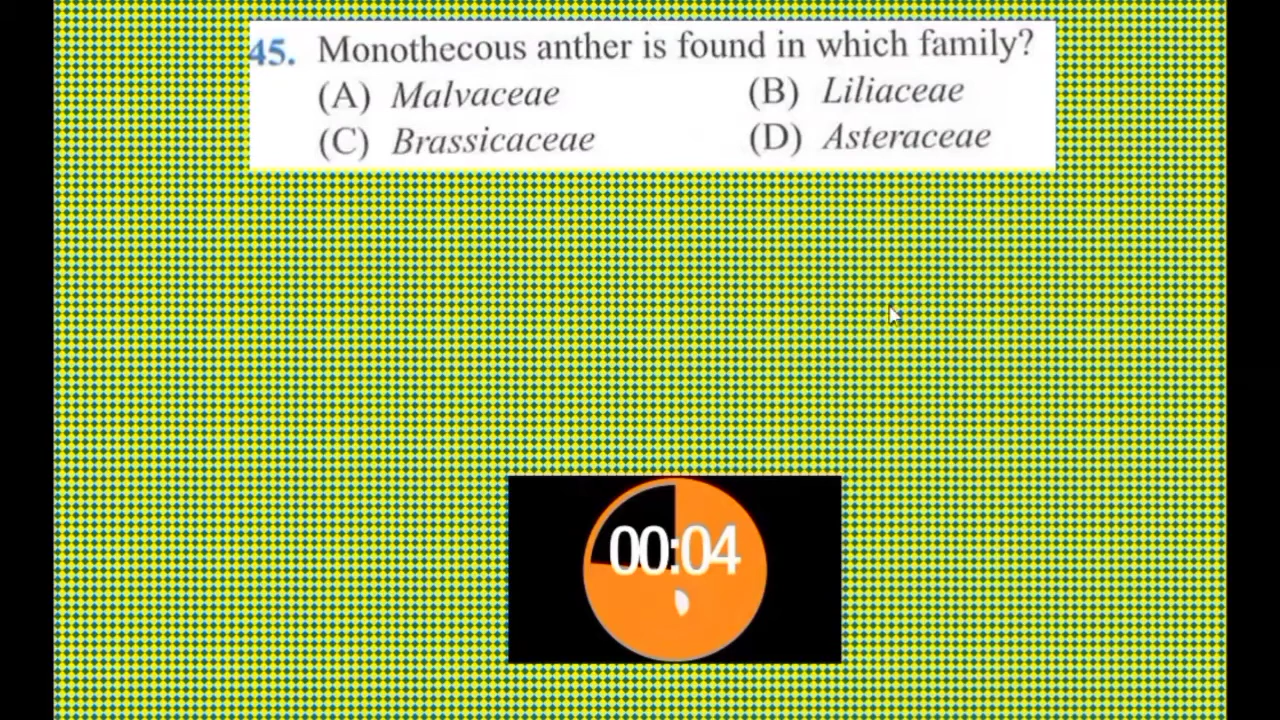 45. Monothecous anther is found in which family?
(A) Malvaceae (B) Liliaceae
(C) Brassicaceae (D) Asteraceae
00:04